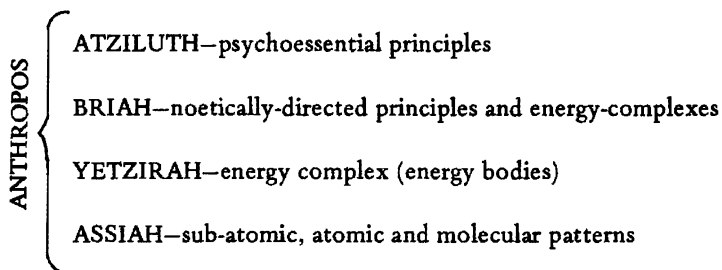 ANTHROPOS
ATZILUTH—psychoessential principles
BRIAH—noetically-directed principles and energy-complexes
YETZIRAH—energy complex (energy bodies)
ASSIAH—sub-atomic, atomic and molecular patterns